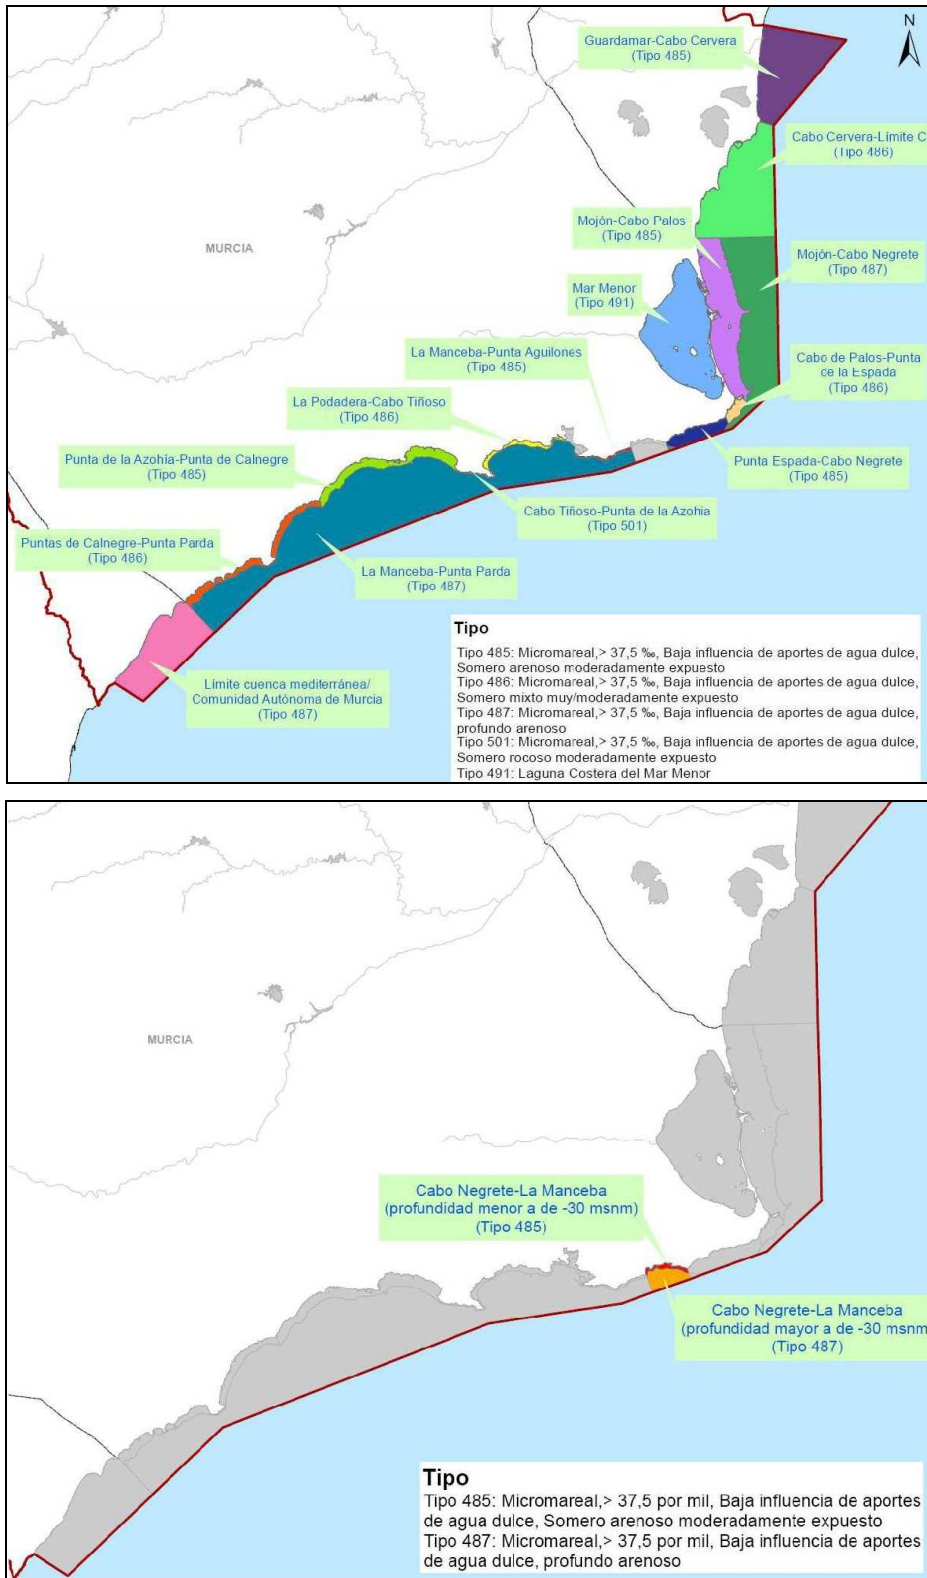 N
Guardamar-Cabo Cervera
(Tipo 485)
Cabo Cervera-Límite C
(Tipo 486)
Mojón-Cabo Palos
(Tipo 485)
MURCIA
Mojón-Cabo Negrete
(Tipo 487)
Mar Menor
(Tipo 491)
La Manceba-Punta Aguilones
(Tipo 485)
Cabo de Palos-Punta
de la Espada
(Tipo 486)
La Podadera-Cabo Tiñoso
(Tipo 486)
Punta de la Azohía-Punta de Calnegre
(Tipo 485)
Punta Espada-Cabo Negrete
(Tipo 485)
Cabo Tiñoso-Punta de la Azohia
(Tipo 501)
Puntas de Calnegre-Punta Parda
(Tipo 486)
La Manceba-Punta Parda
(Tipo 487)
Límite cuenca mediterránea/
Comunidad Autónoma de Murcia
(Tipo 487)
Tipo
Tipo 485: Micromareal,> 37,5 ‰, Baja influencia de aportes de agua dulce,
Somero arenoso moderadamente expuesto
Tipo 486: Micromareal,> 37,5 ‰, Baja influencia de aportes de agua dulce,
Somero mixto muy/moderadamente expuesto
Tipo 487: Micromareal,> 37,5 ‰, Baja influencia de aportes de agua dulce,
profundo arenoso
Tipo 501: Micromareal,> 37,5 ‰, Baja influencia de aportes de agua dulce,
Somero rocoso moderadamente expuesto
Tipo 491: Laguna Costera del Mar Menor
MURCIA
Cabo Negrete-La Manceba
(profundidad menor a de -30 msnm)
(Tipo 485)
Cabo Negrete-La Manceba
(profundidad mayor a de -30 msnm
(Tipo 487)
Tipo
Tipo 485: Micromareal,> 37,5 por mil, Baja influencia de aportes
de agua dulce, Somero arenoso moderadamente expuesto
Tipo 487: Micromareal,> 37,5 por mil, Baja influencia de aportes
de agua dulce, profundo arenoso